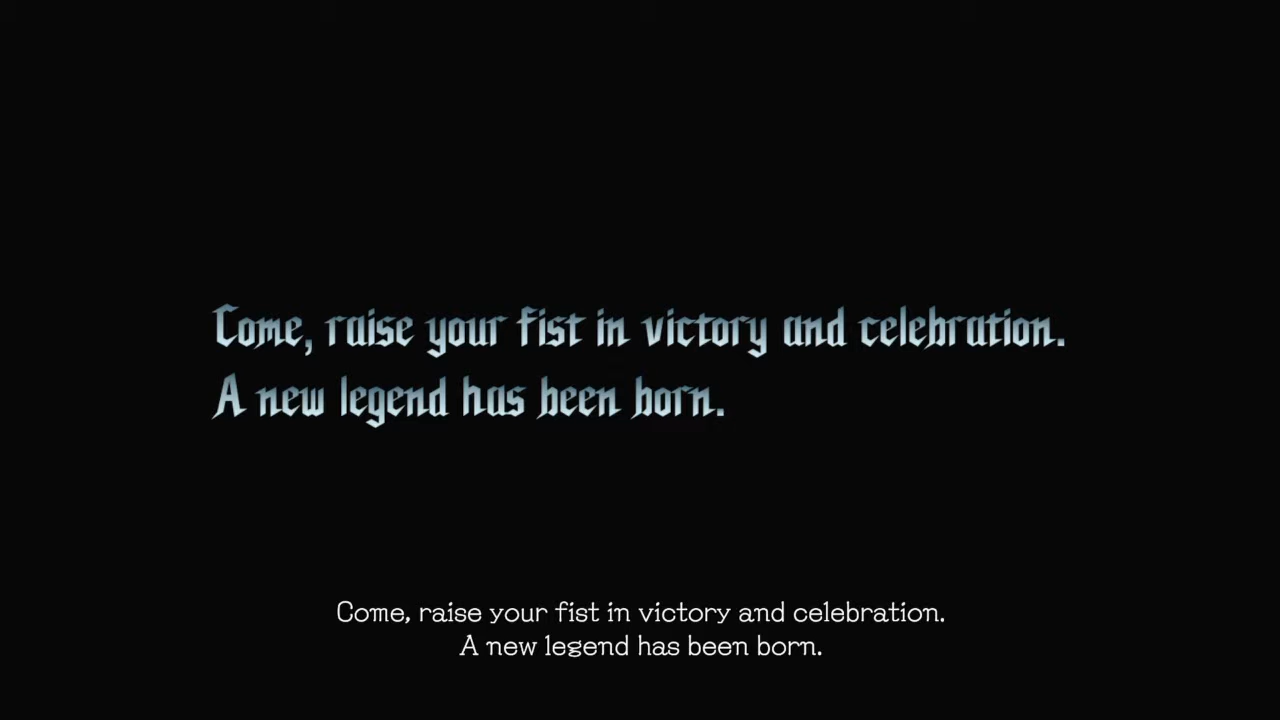 Come, raise your fist in victory and celebration.
A new legend has been born.
Come, raise your fist in victory and celebration.
A new legend has been born.